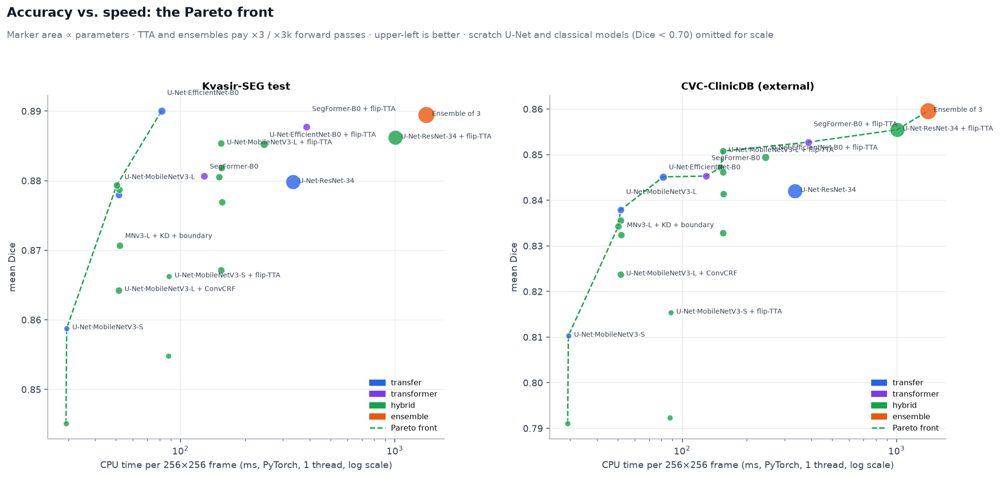 Accuracy vs. speed: the Pareto front
Marker area ∝ parameters · TTA and ensembles pay ×3 / ×3k forward passes · upper-left is better · scratch U-Net and classical models (Dice < 0.70) omitted for scale
Kvasir-SEG test
U-Net·EfficientNet-B0
SegFormer-B0 + flip-TTA
Ensemble of 3
U-Net·EfficientNet-B0 + flip-TTA
U-Net·ResNet-34 + flip-TTA
U-Net·MobileNetV3-L + flip-TTA
SegFormer-B0
U-Net·MobileNetV3-L
U-Net·ResNet-34
MNv3-L + KD + boundary
U-Net·MobileNetV3-S + flip-TTA
U-Net·MobileNetV3-L + ConvCRF
U-Net·MobileNetV3-S
0.89
0.88
0.87
0.86
0.85
mean Dice
transfer
transformer
hybrid
ensemble
Pareto front
10²
10³
CPU time per 256×256 frame (ms, PyTorch, 1 thread, log scale)
CVC-ClinicDB (external)
Ensemble of 3
SegFormer-B0 + flip-TTA
U-Net·ResNet-34 + flip-TTA
U-Net·MobileNetV3-L + flip-TTA
U-Net·EfficientNet-B0 + flip-TTA
SegFormer-B0
U-Net·EfficientNet-B0
U-Net·MobileNetV3-L
U-Net·ResNet-34
MNv3-L + KD + boundary
U-Net·MobileNetV3-L + ConvCRF
U-Net·MobileNetV3-S + flip-TTA
U-Net·MobileNetV3-S
0.86
0.85
0.84
0.83
0.82
0.81
0.80
0.79
mean Dice
transfer
transformer
hybrid
ensemble
Pareto front
10²
10³
CPU time per 256×256 frame (ms, PyTorch, 1 thread, log scale)